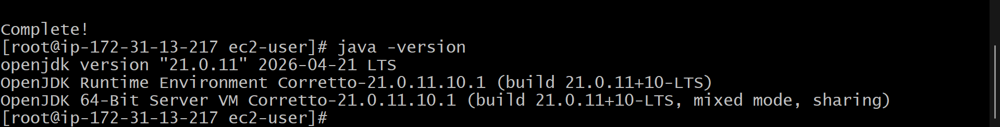 Complete!
[root@ip-172-31-13-217 ec2-user]# java -version
openjdk version "21.0.11" 2026-04-21 LTS
OpenJDK Runtime Environment Corretto-21.0.11.10.1 (build 21.0.11+10-LTS)
OpenJDK 64-Bit Server VM Corretto-21.0.11.10.1 (build 21.0.11+10-LTS, mixed mode, sharing)
[root@ip-172-31-13-217 ec2-user]#